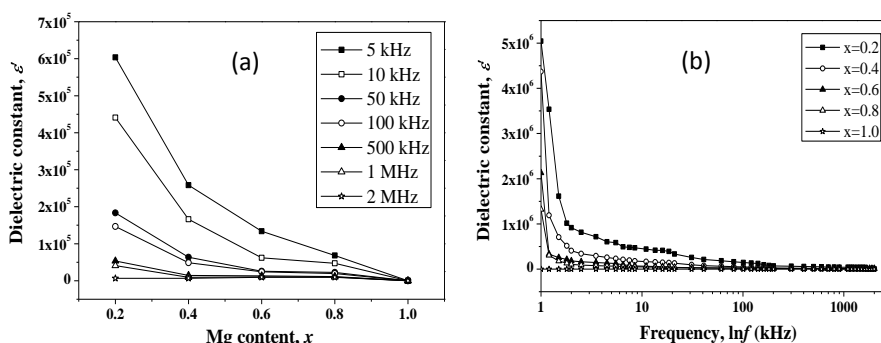 (a)
Dielectric constant, ε'
7x10⁵
6x10⁵
5x10⁵
4x10⁵
3x10⁵
2x10⁵
1x10⁵
0
0.2 0.4 0.6 0.8 1.0
Mg content, x
5 kHz
10 kHz
50 kHz
100 kHz
500 kHz
1 MHz
2 MHz
(b)
Dielectric constant, ε'
5x10⁶
4x10⁶
3x10⁶
2x10⁶
1x10⁶
0
1 10 100 1000
Frequency, lnf (kHz)
x=0.2
x=0.4
x=0.6
x=0.8
x=1.0